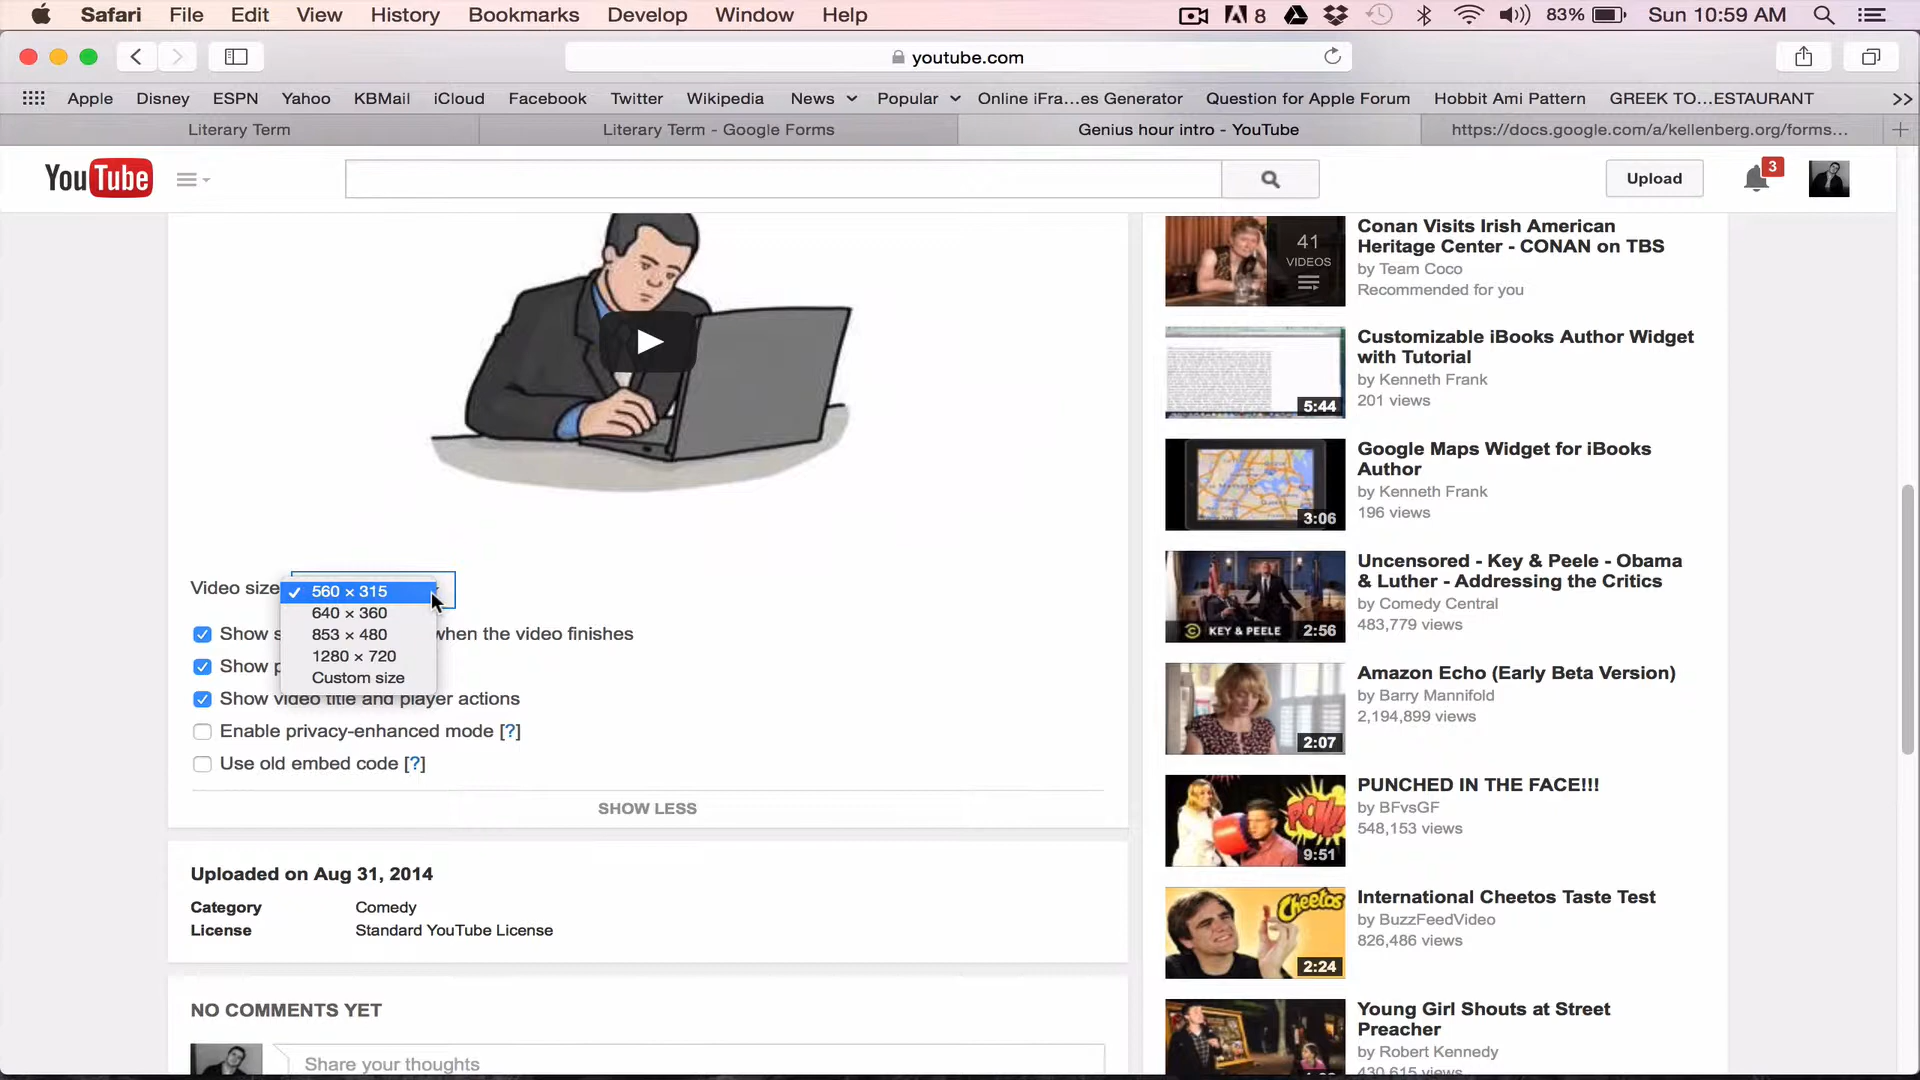 Safari File Edit View History Bookmarks Develop Window Help 8 83% Sun 10:59 AM
youtube.com
Apple Disney ESPN Yahoo KBMail iCloud Facebook Twitter Wikipedia News Popular Online iFra...es Generator Question for Apple Forum Hobbit Ami Pattern GREEK TO...ESTAURANT
Literary Term Literary Term - Google Forms Genius hour intro - YouTube https://docs.google.com/a/kellenberg.org/forms...
YouTube Upload 3
41
VIDEOS
Conan Visits Irish American
Heritage Center - CONAN on TBS
by Team Coco
Recommended for you
5:44
Customizable iBooks Author Widget
with Tutorial
by Kenneth Frank
201 views
3:06
Google Maps Widget for iBooks
Author
by Kenneth Frank
196 views
KEY & PEELE 2:56
Uncensored - Key & Peele - Obama
& Luther - Addressing the Critics
by Comedy Central
483,779 views
2:07
Amazon Echo (Early Beta Version)
by Barry Mannifold
2,194,899 views
POW!
9:51
PUNCHED IN THE FACE!!!
by BFvsGF
548,153 views
Cheetos
2:24
International Cheetos Taste Test
by BuzzFeedVideo
826,486 views
Young Girl Shouts at Street
Preacher
by Robert Kennedy
430,615 views
Video size
560 × 315
640 × 360
853 × 480
1280 × 720
Custom size
Show s when the video finishes
Show p
Show video title and player actions
Enable privacy-enhanced mode [?]
Use old embed code [?]
SHOW LESS
Uploaded on Aug 31, 2014
Category Comedy
License Standard YouTube License
NO COMMENTS YET
Share your thoughts